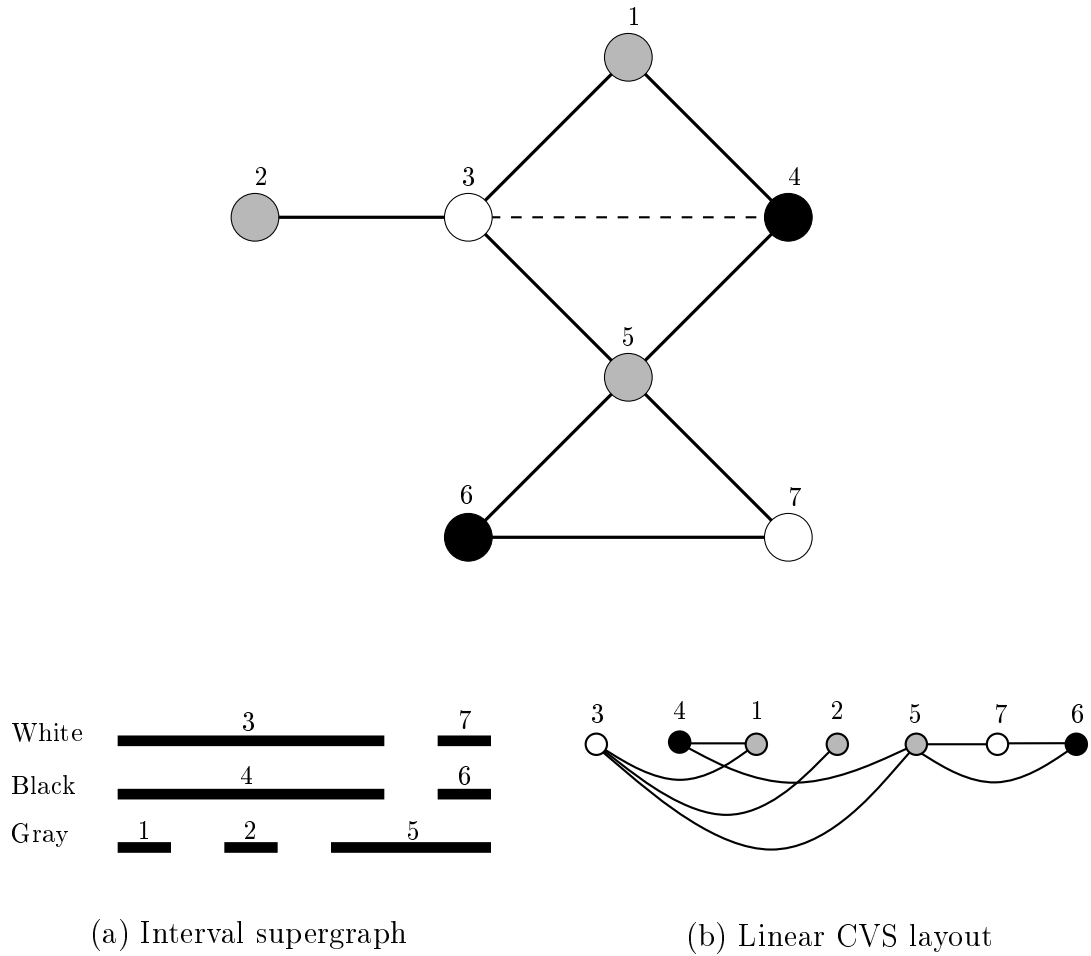 1
2 3 4
5
6 7
White 3 7
Black 4 6
Gray 1 2 5
3 4 1 2 5 7 6
(a) Interval supergraph
(b) Linear CVS layout